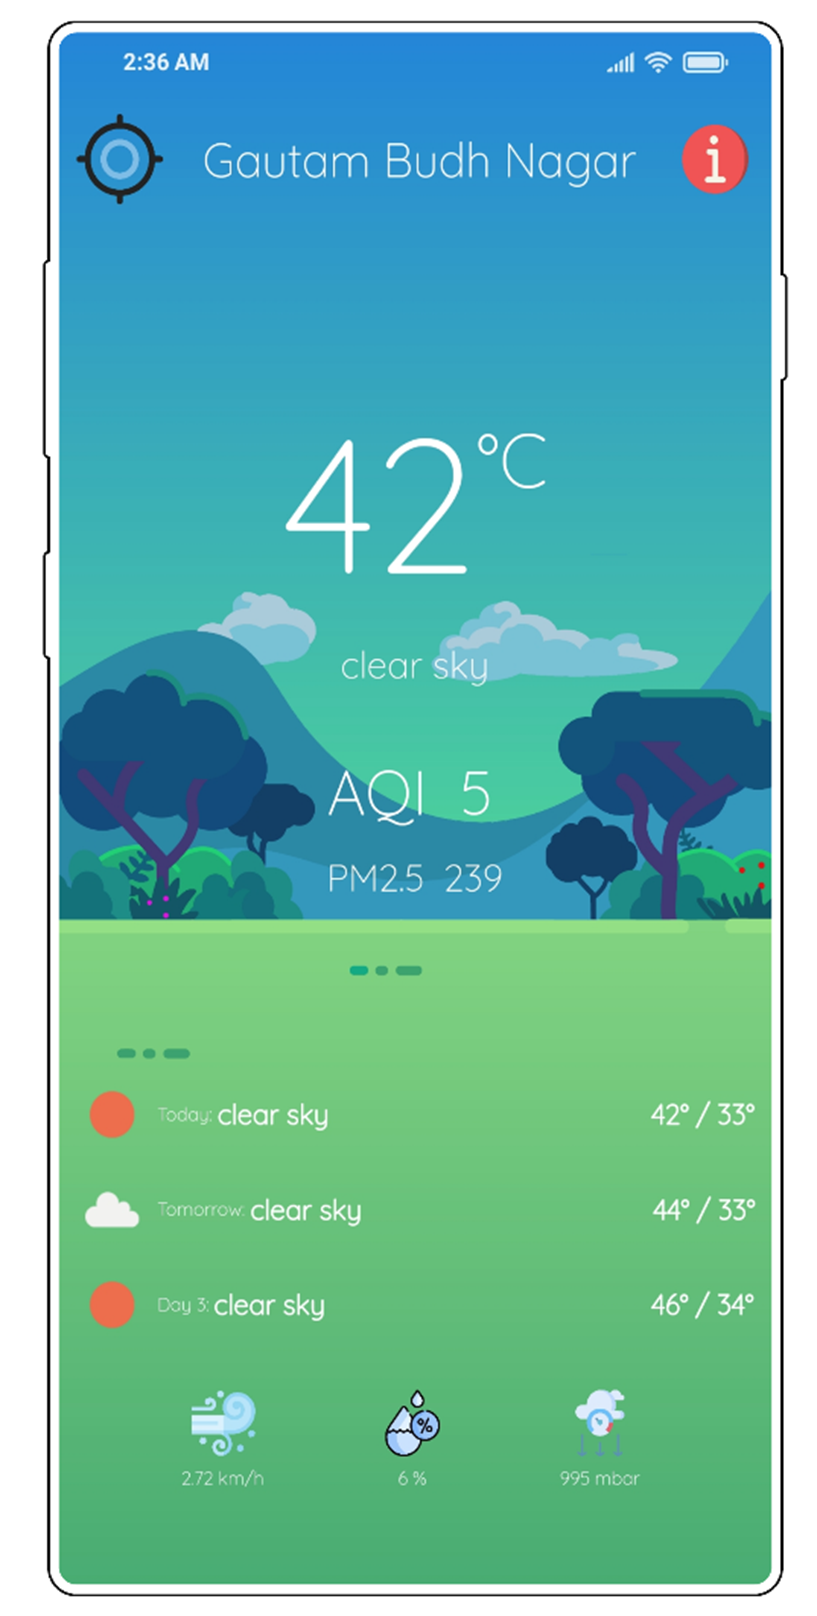 2:36 AM
Gautam Budh Nagar
i
42°C
clear sky
AQI 5
PM2.5 239
Today: clear sky 42° / 33°
Tomorrow: clear sky 44° / 33°
Day 3: clear sky 46° / 34°
%
2.72 km/h 6 % 995 mbar